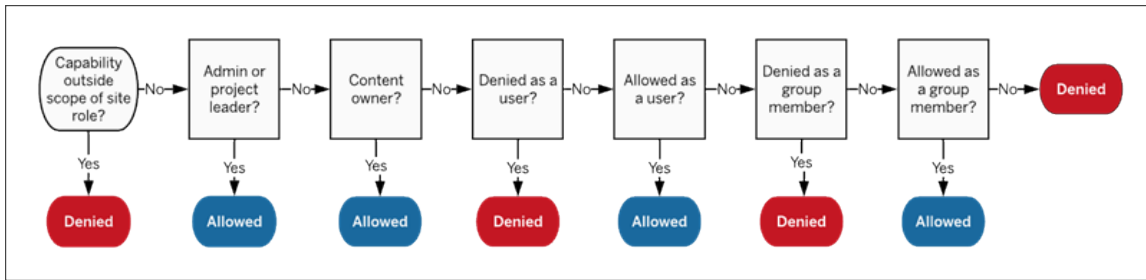 Capability
outside
scope of site
role?
No
Admin or
project
leader?
No
Content
owner?
No
Denied as a
user?
No
Allowed as
a user?
No
Denied as a
group
member?
No
Allowed as
a group
member?
No
Denied
Yes
Yes
Yes
Yes
Yes
Yes
Yes
Denied
Allowed
Allowed
Denied
Allowed
Denied
Allowed